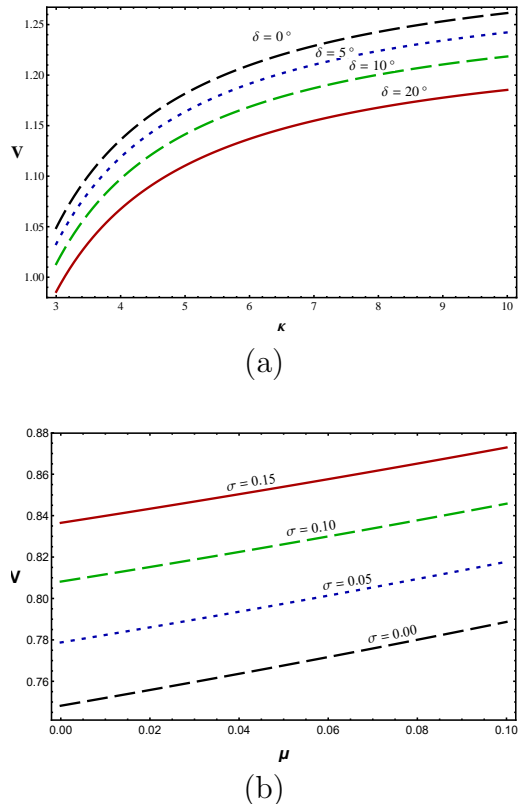 1.25
1.20
1.15
1.10
1.05
1.00
V
δ = 0°
δ = 5°
δ = 10°
δ = 20°
3 4 5 6 7 8 9 10
κ
(a)
0.88
0.86
0.84
0.82
0.80
0.78
0.76
V
σ = 0.15
σ = 0.10
σ = 0.05
σ = 0.00
0.00 0.02 0.04 0.06 0.08 0.10
μ
(b)